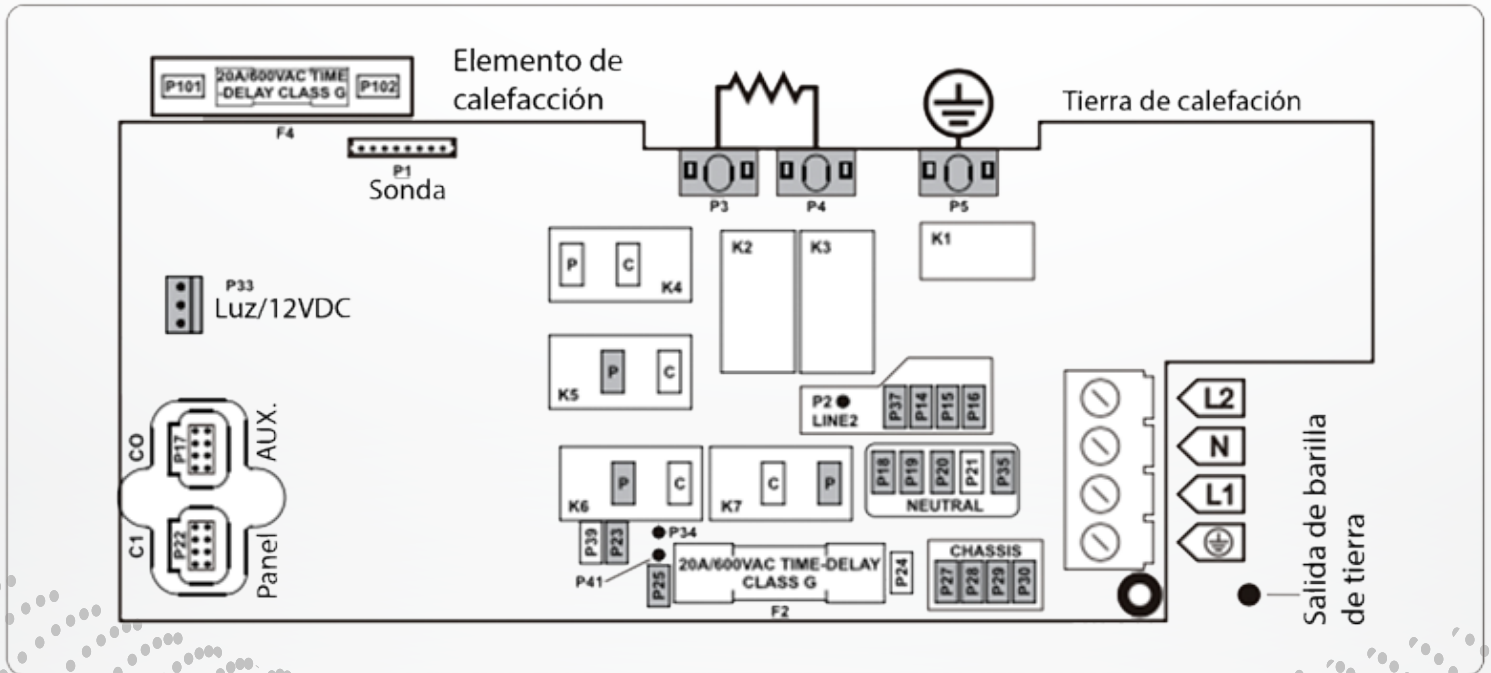 Elemento de
calefacción
Tierra de calefación
P101
20A/600VAC TIME
-DELAY CLASS G
P102
F4
P1
Sonda
P3
P4
P5
K2
K3
K1
P
C
K4
P33
Luz/12VDC
P
C
K5
P2
LINE2
P37
P14
P15
P16
L2
N
L1
CO
P17
AUX.
C1
P22
Panel
P
C
K6
C
P
K7
P18
P19
P20
P21
P35
NEUTRAL
P39
P23
P34
P41
P25
20A/600VAC TIME-DELAY
CLASS G
F2
P24
CHASSIS
P27
P28
P29
P30
Salida de barilla
de tierra